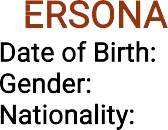 ERSONA
Date of Birth:
Gender:
Nationality: